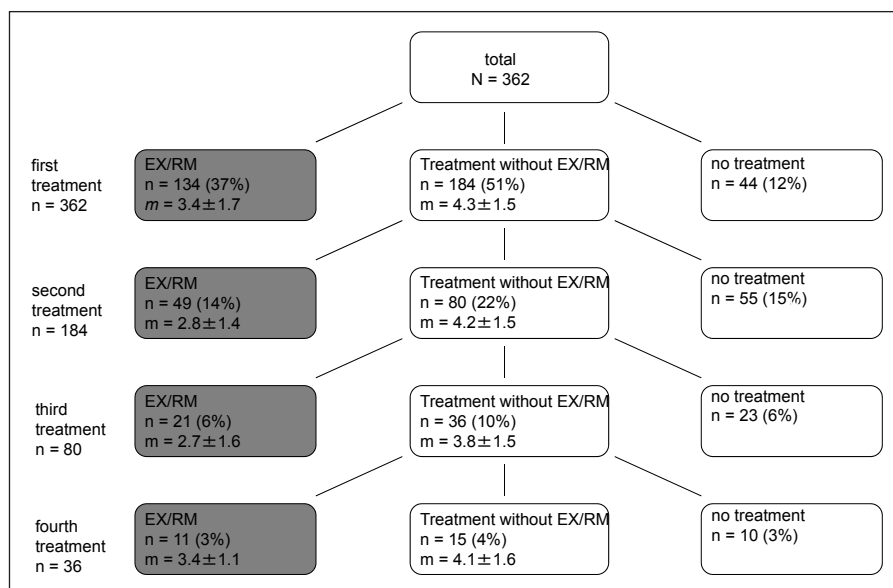 total
N = 362
first
treatment
n = 362
EX/RM
n = 134 (37%)
m = 3.4±1.7
Treatment without EX/RM
n = 184 (51%)
m = 4.3±1.5
no treatment
n = 44 (12%)
second
treatment
n = 184
EX/RM
n = 49 (14%)
m = 2.8±1.4
Treatment without EX/RM
n = 80 (22%)
m = 4.2±1.5
no treatment
n = 55 (15%)
third
treatment
n = 80
EX/RM
n = 21 (6%)
m = 2.7±1.6
Treatment without EX/RM
n = 36 (10%)
m = 3.8±1.5
no treatment
n = 23 (6%)
fourth
treatment
n = 36
EX/RM
n = 11 (3%)
m = 3.4±1.1
Treatment without EX/RM
n = 15 (4%)
m = 4.1±1.6
no treatment
n = 10 (3%)